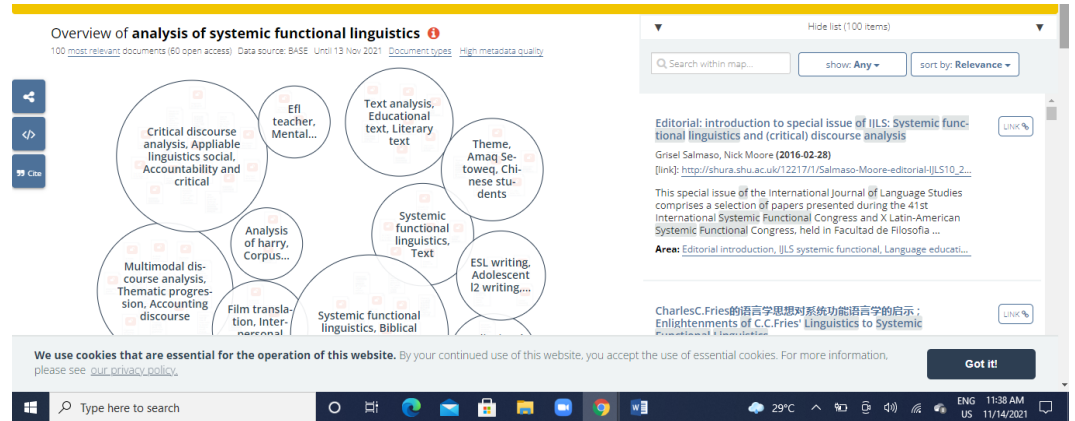 Overview of analysis of systemic functional linguistics
100 most relevant documents (60 open access) Data source: BASE Until 13 Nov 2021 Document types High metadata quality
Cite
Critical discourse
analysis, Appliable
linguistics social,
Accountability and
critical
Efl
teacher,
Mental...
Text analysis,
Educational
text, Literary
text
Theme,
Amaq Se-
toweq, Chi-
nese stu-
dents
Systemic
functional
linguistics,
Text
Analysis
of harry,
Corpus...
ESL writing,
Adolescent
l2 writing,...
Multimodal dis-
course analysis,
Thematic progres-
sion, Accounting
discourse
Film transla-
tion, Inter-
personal
Systemic functional
linguistics, Biblical
Hide list (100 items)
Search within map...
show: Any
sort by: Relevance
Editorial: introduction to special issue of IJLS: Systemic func-
tional linguistics and (critical) discourse analysis
LINK
Grisel Salmaso, Nick Moore (2016-02-28)
[link]: http://shura.shu.ac.uk/12217/1/Salmaso-Moore-editorial-IJLS10_2...
This special issue of the International Journal of Language Studies
comprises a selection of papers presented during the 41st
International Systemic Functional Congress and X Latin-American
Systemic Functional Congress, held in Facultad de Filosofia ...
Area: Editorial introduction, IJLS systemic functional, Language educati...
CharlesC.Fries的语言学思想对系统功能语言学的启示;
Enlightenments of C.C.Fries' Linguistics to Systemic
Functional Linguistics
LINK
We use cookies that are essential for the operation of this website. By your continued use of this website, you accept the use of essential cookies. For more information,
please see our privacy policy.
Got it!
Type here to search
29°C
ENG
US
11:38 AM
11/14/2021